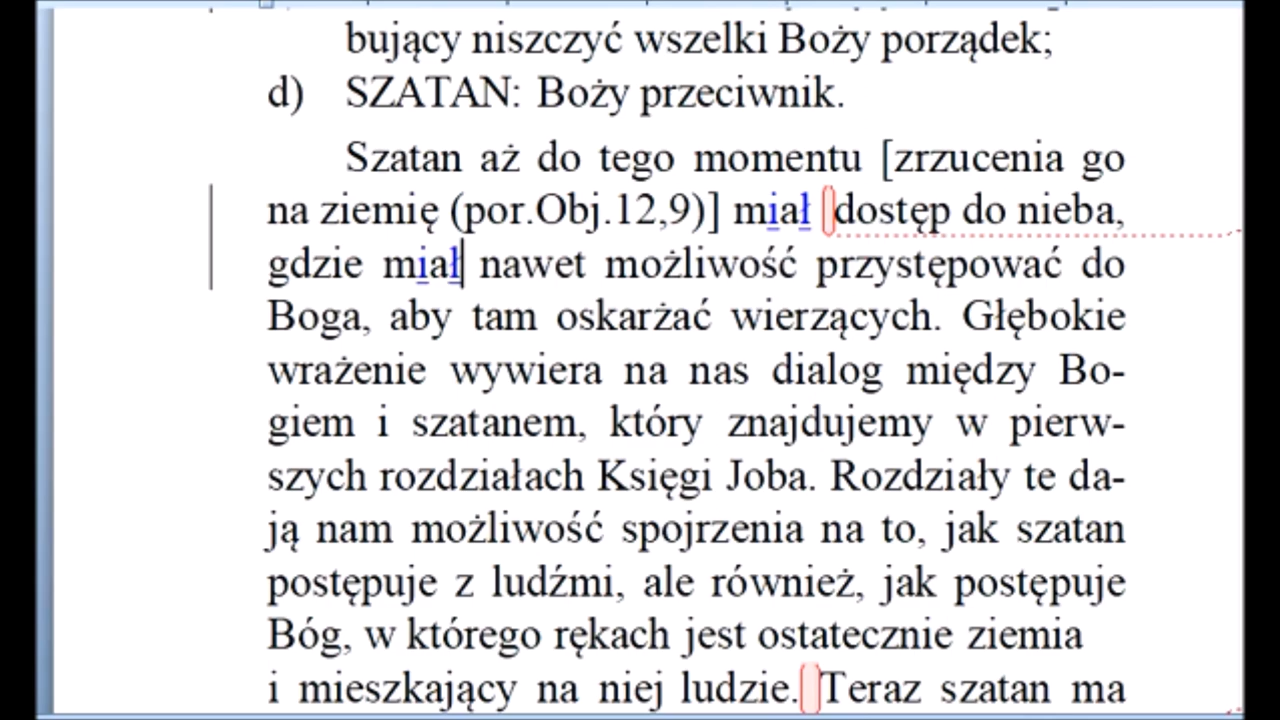 bujący niszczyć wszelki Boży porządek;
d) SZATAN: Boży przeciwnik.
Szatan aż do tego momentu [zrzucenia go
na ziemię (por.Obj.12,9)] miał dostęp do nieba,
gdzie miał nawet możliwość przystępować do
Boga, aby tam oskarżać wierzących. Głębokie
wrażenie wywiera na nas dialog między Bo-
giem i szatanem, który znajdujemy w pierw-
szych rozdziałach Księgi Joba. Rozdziały te da-
ją nam możliwość spojrzenia na to, jak szatan
postępuje z ludźmi, ale również, jak postępuje
Bóg, w którego rękach jest ostatecznie ziemia
i mieszkający na niej ludzie. Teraz szatan ma